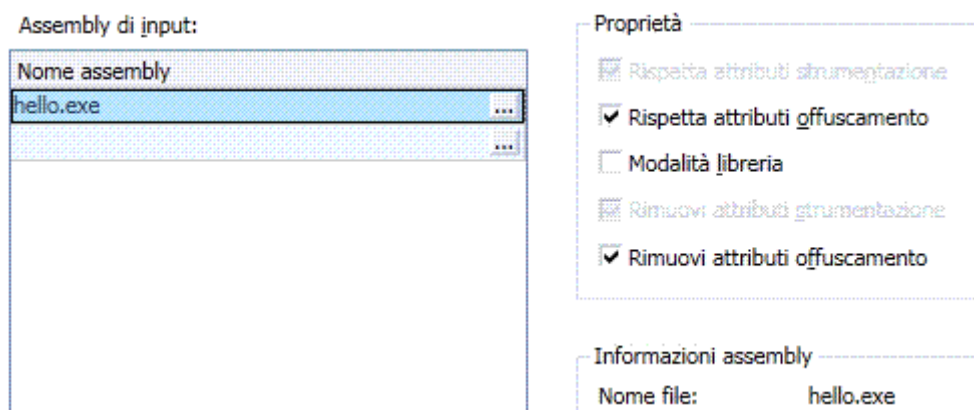 Assembly di input:
Nome assembly
hello.exe
...
...
Proprietà
Rispetta attributi strumentazione
Rispetta attributi offuscamento
Modalità libreria
Rimuovi attributi strumentazione
Rimuovi attributi offuscamento
Informazioni assembly
Nome file: hello.exe